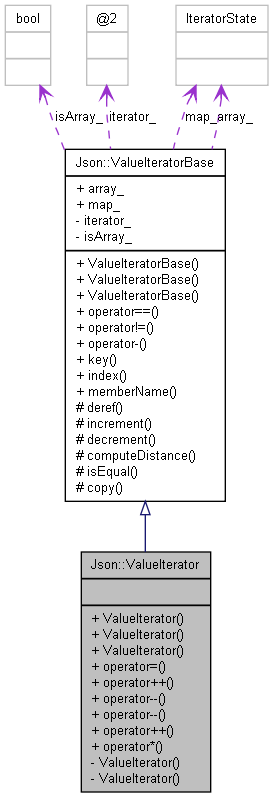 bool
@2
IteratorState
isArray_
iterator_
map_
array_
Json::ValueIteratorBase
+ array_
+ map_
- iterator_
- isArray_
+ ValueIteratorBase()
+ ValueIteratorBase()
+ ValueIteratorBase()
+ operator==()
+ operator!=()
+ operator-()
+ key()
+ index()
+ memberName()
# deref()
# increment()
# decrement()
# computeDistance()
# isEqual()
# copy()
Json::ValueIterator
+ ValueIterator()
+ ValueIterator()
+ ValueIterator()
+ operator=()
+ operator++()
+ operator--()
+ operator--()
+ operator++()
+ operator*()
- ValueIterator()
- ValueIterator()